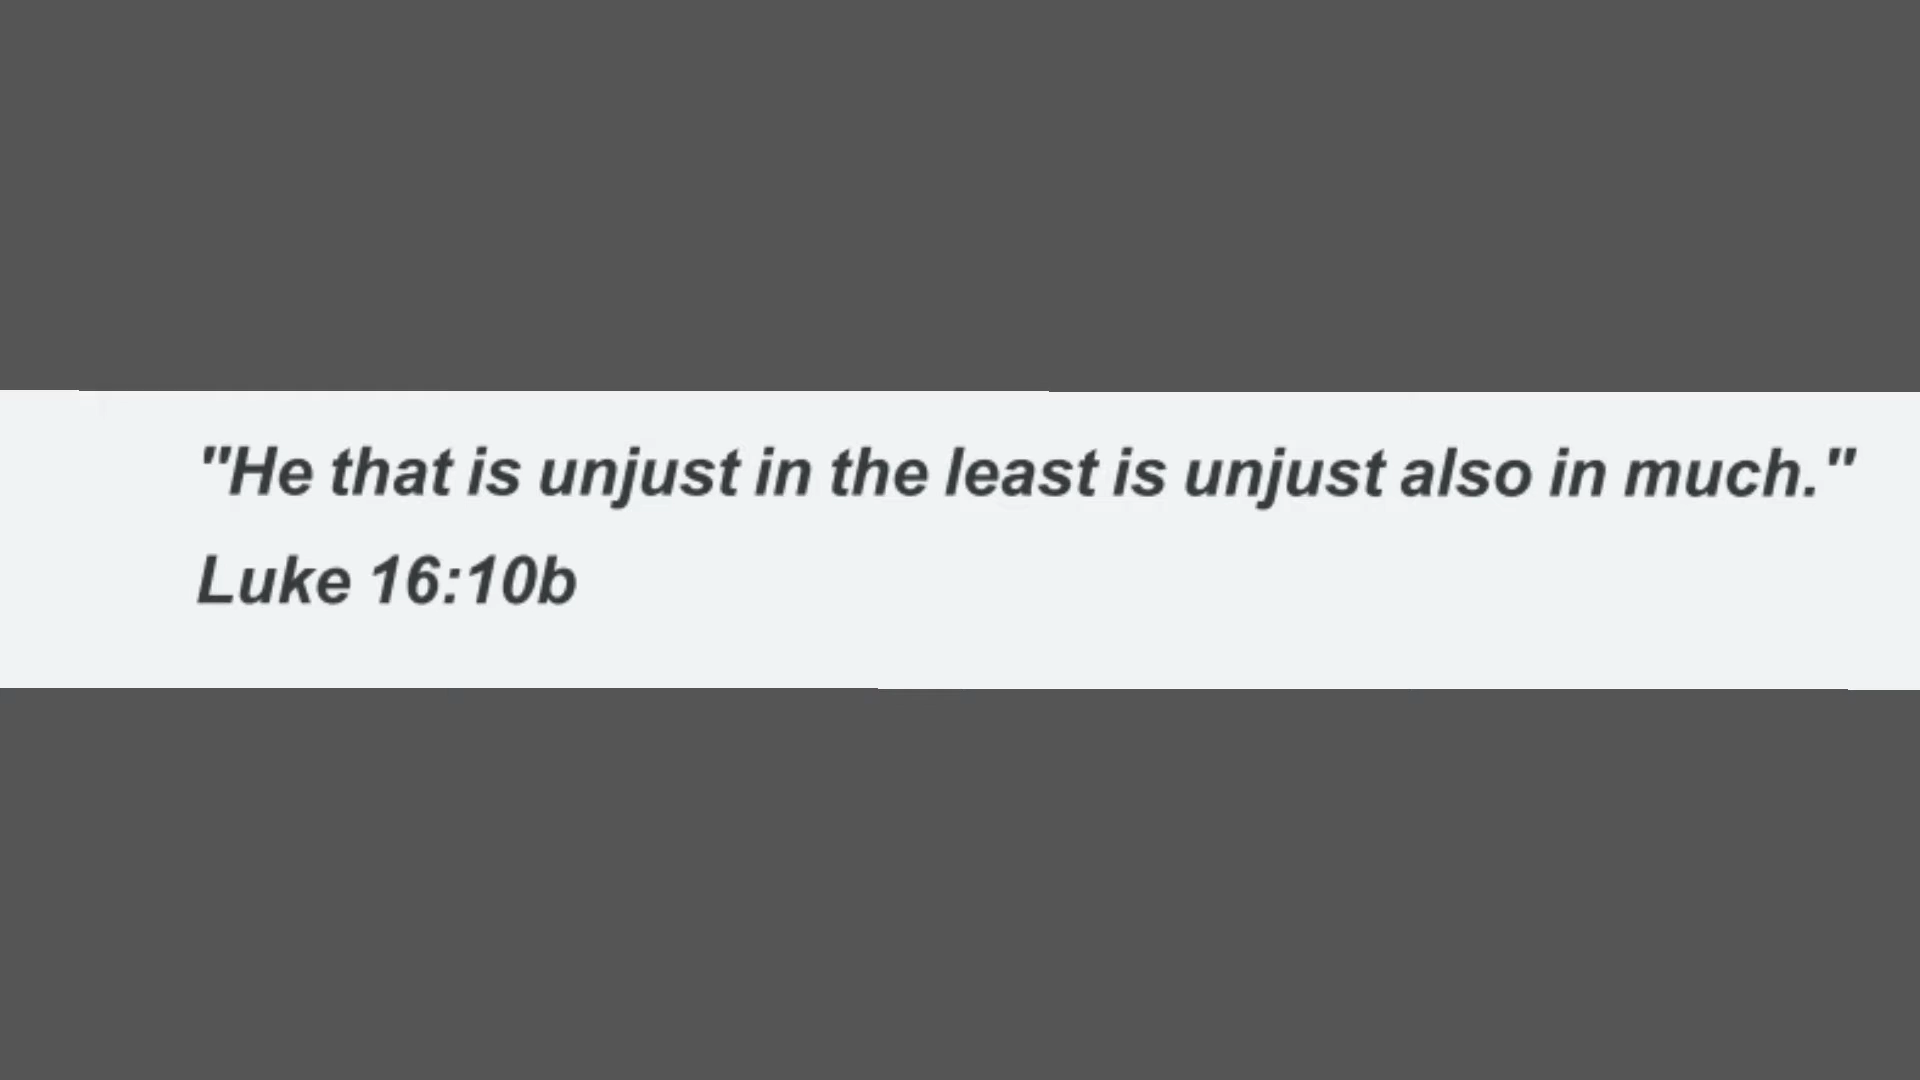 "He that is unjust in the least is unjust also in much."
Luke 16:10b